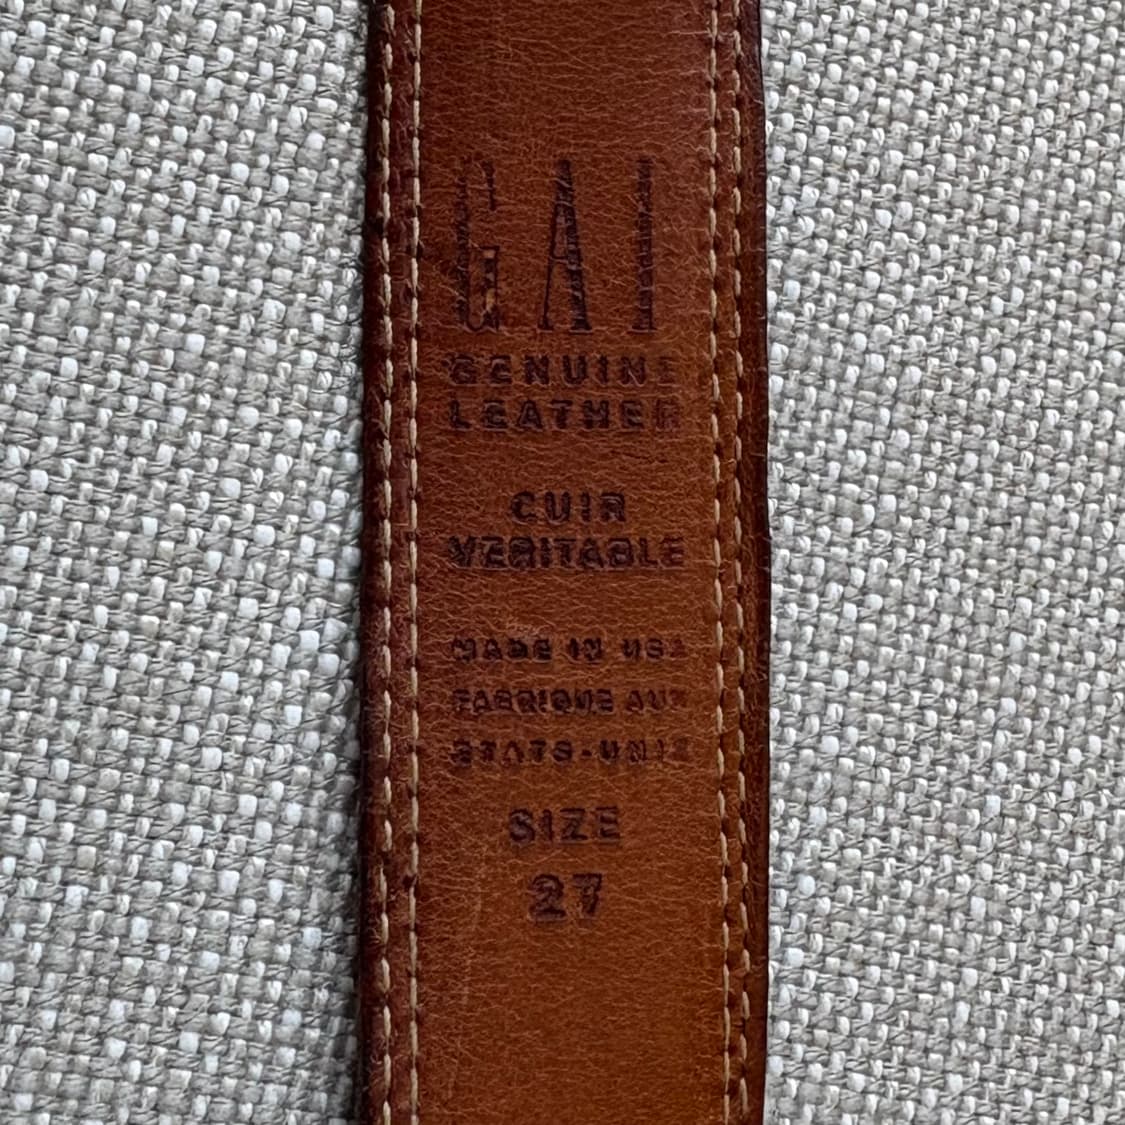 GAP
GENUINE
LEATHER
CUIR
VERITABLE
MADE IN USA
FABRIQUE AUX
ETATS-UNIS
SIZE
27